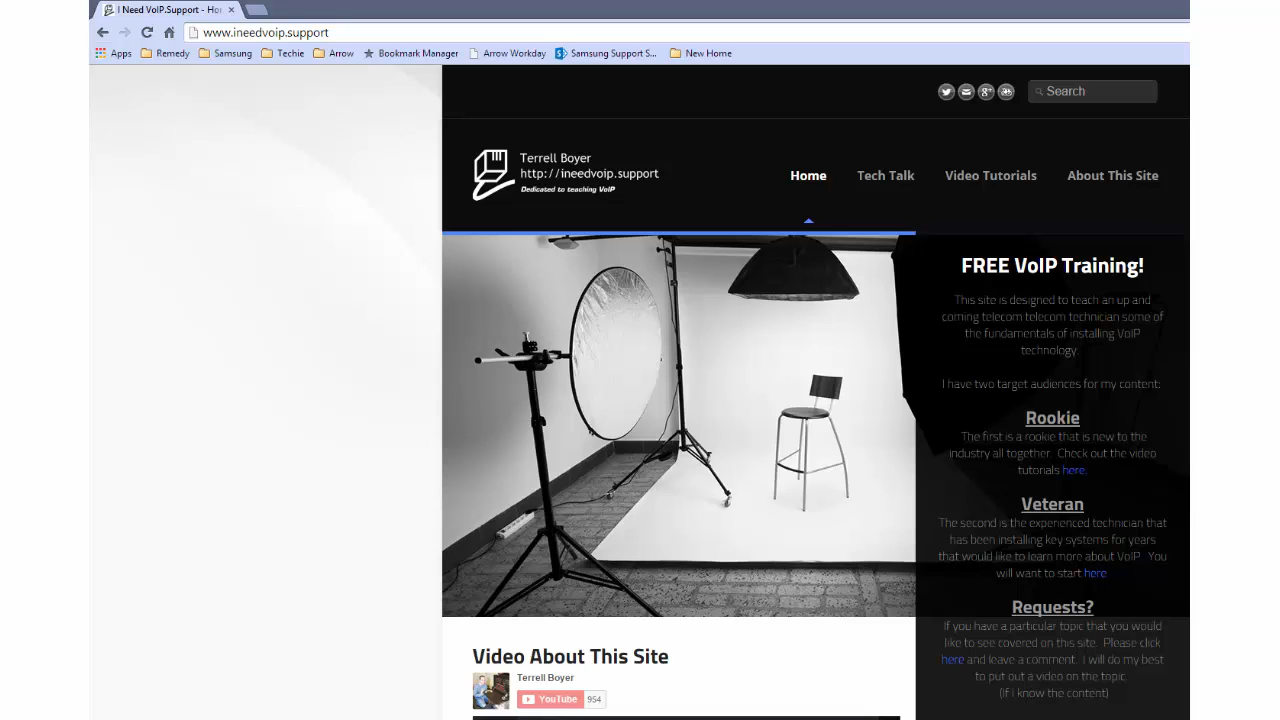 I Need VoIP.Support - Hor
www.ineedvoip.support
Apps Remedy Samsung Techie Arrow Bookmark Manager Arrow Workday Samsung Support S... New Home
Search
Terrell Boyer
http://ineedvoip.support
Dedicated to teaching VoIP
Home Tech Talk Video Tutorials About This Site
FREE VoIP Training!
This site is designed to teach an up and
coming telecom telecom technician some of
the fundamentals of installing VoIP
technology.
I have two target audiences for my content:
Rookie
The first is a rookie that is new to the
industry all together. Check out the video
tutorials here.
Veteran
The second is the experienced technician that
has been installing key systems for years
that would like to learn more about VoIP. You
will want to start here
Requests?
If you have a particular topic that you would
like to see covered on this site. Please click
here and leave a comment. I will do my best
to put out a video on the topic.
(if I know the content)
Video About This Site
Terrell Boyer
YouTube 954